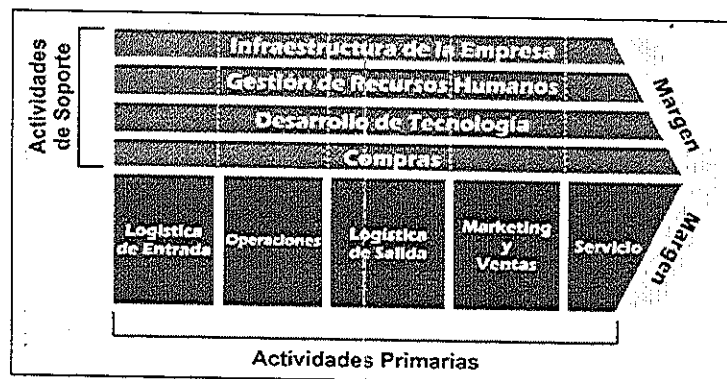 Actividades
de Soporte
Infraestructura de la Empresa
Gestión de Recursos Humanos
Desarrollo de Tecnología
Compras
Margen
Logística
de Entrada
Operaciones
Logística
de Salida
Marketing
y
Ventas
Servicio
Margen
Actividades Primarias